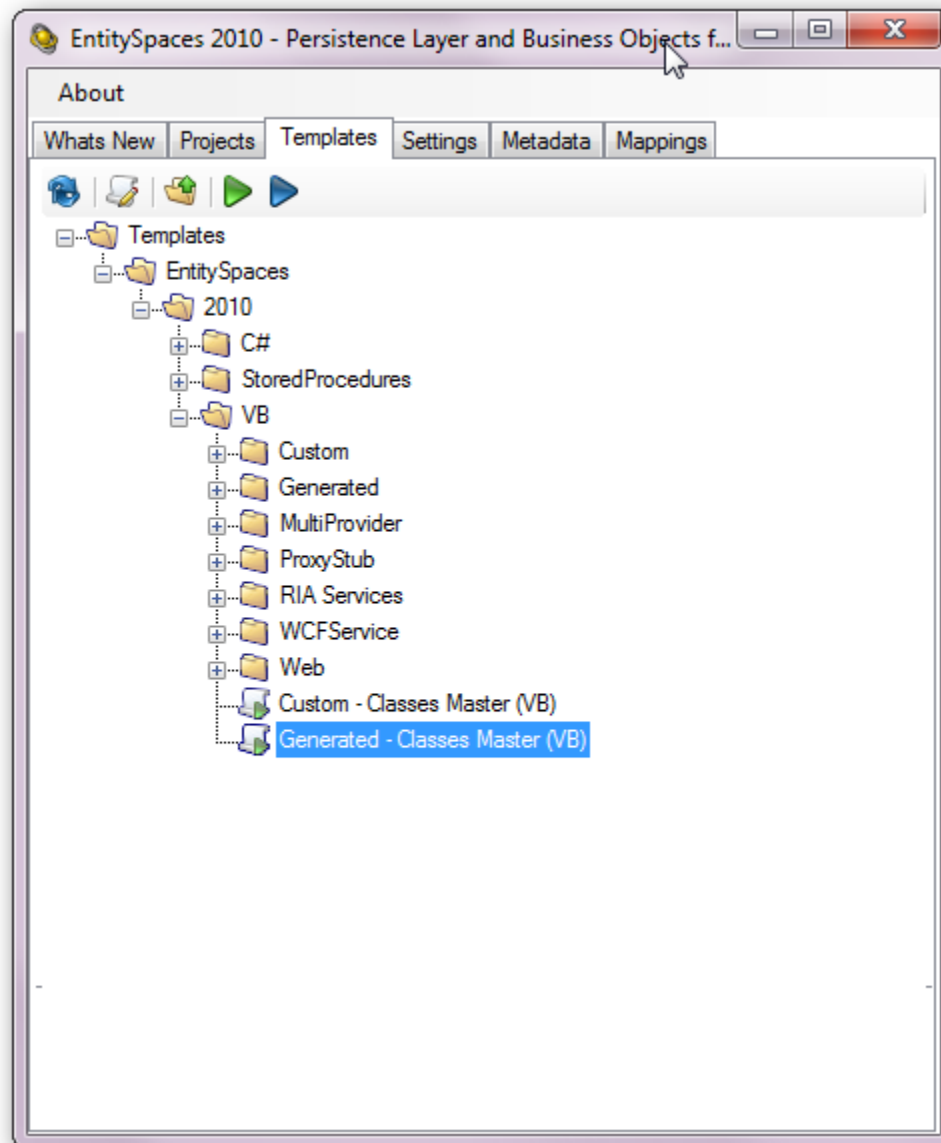 EntitySpaces 2010 - Persistence Layer and Business Objects f...
About
Whats New Projects Templates Settings Metadata Mappings
Templates
EntitySpaces
2010
C#
StoredProcedures
VB
Custom
Generated
MultiProvider
ProxyStub
RIA Services
WCFService
Web
Custom - Classes Master (VB)
Generated - Classes Master (VB)